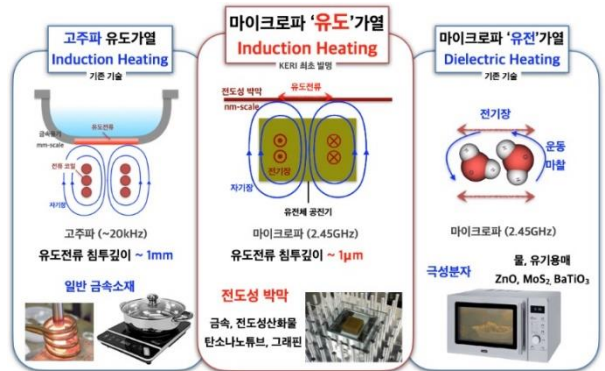 고주파 유도가열
Induction Heating
기존 기술
유도전류
금속용기
mm-scale
전류 코일
자기장
고주파 (~20kHz)
유도전류 침투깊이 ~ 1mm
일반 금속소재
마이크로파 ‘유도’가열
Induction Heating
KERI 최초 발명
전도성 박막
유도전류
nm-scale
전기장
자기장
유전체 공진기
마이크로파 (2.45GHz)
유도전류 침투깊이 ~ 1μm
전도성 박막
금속, 전도성산화물
탄소나노튜브, 그래핀
마이크로파 ‘유전’가열
Dielectric Heating
기존 기술
전기장
운동
마찰
마이크로파 (2.45GHz)
극성분자
물, 유기용매
ZnO, MoS₂, BaTiO₃